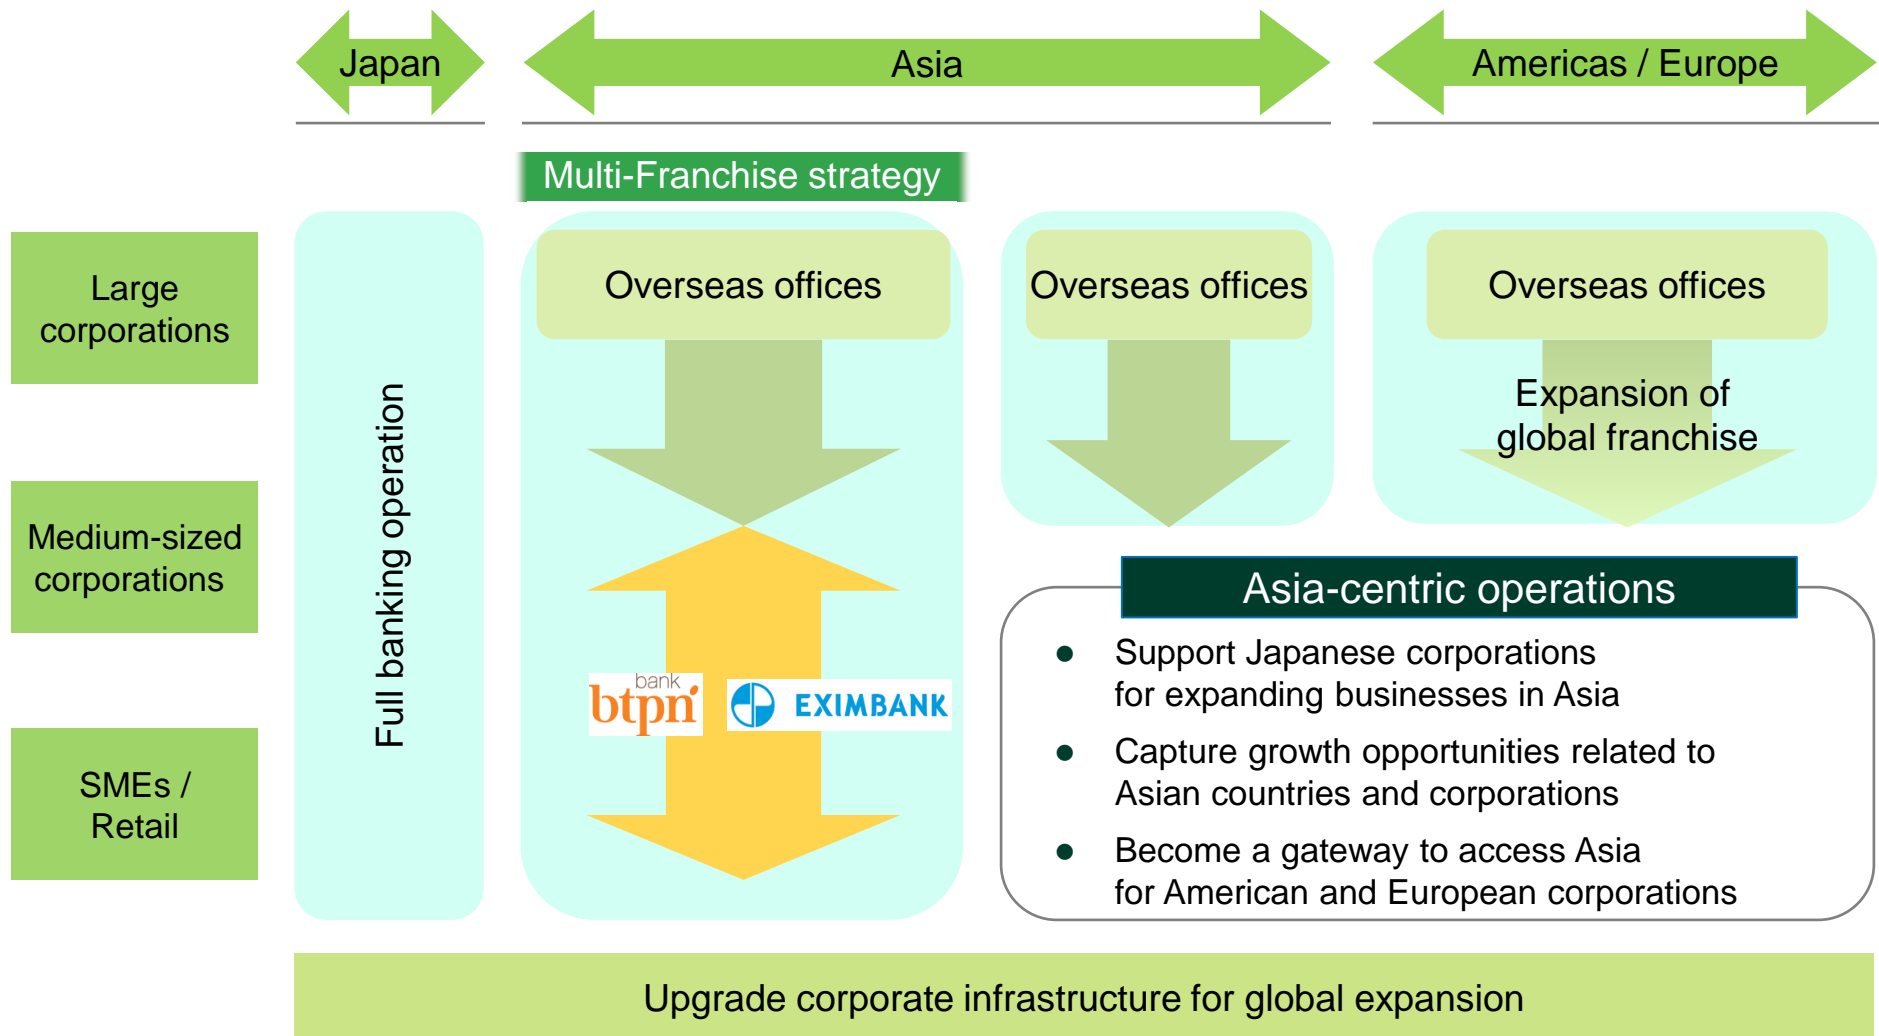 Japan
Asia
Americas / Europe
Multi-Franchise strategy
Large
corporations
Medium-sized
corporations
SMEs /
Retail
Full banking operation
Overseas offices
Overseas offices
Overseas offices
Expansion of
global franchise
bank
btpn
EXIMBANK
Asia-centric operations
● Support Japanese corporations
for expanding businesses in Asia
● Capture growth opportunities related to
Asian countries and corporations
● Become a gateway to access Asia
for American and European corporations
Upgrade corporate infrastructure for global expansion